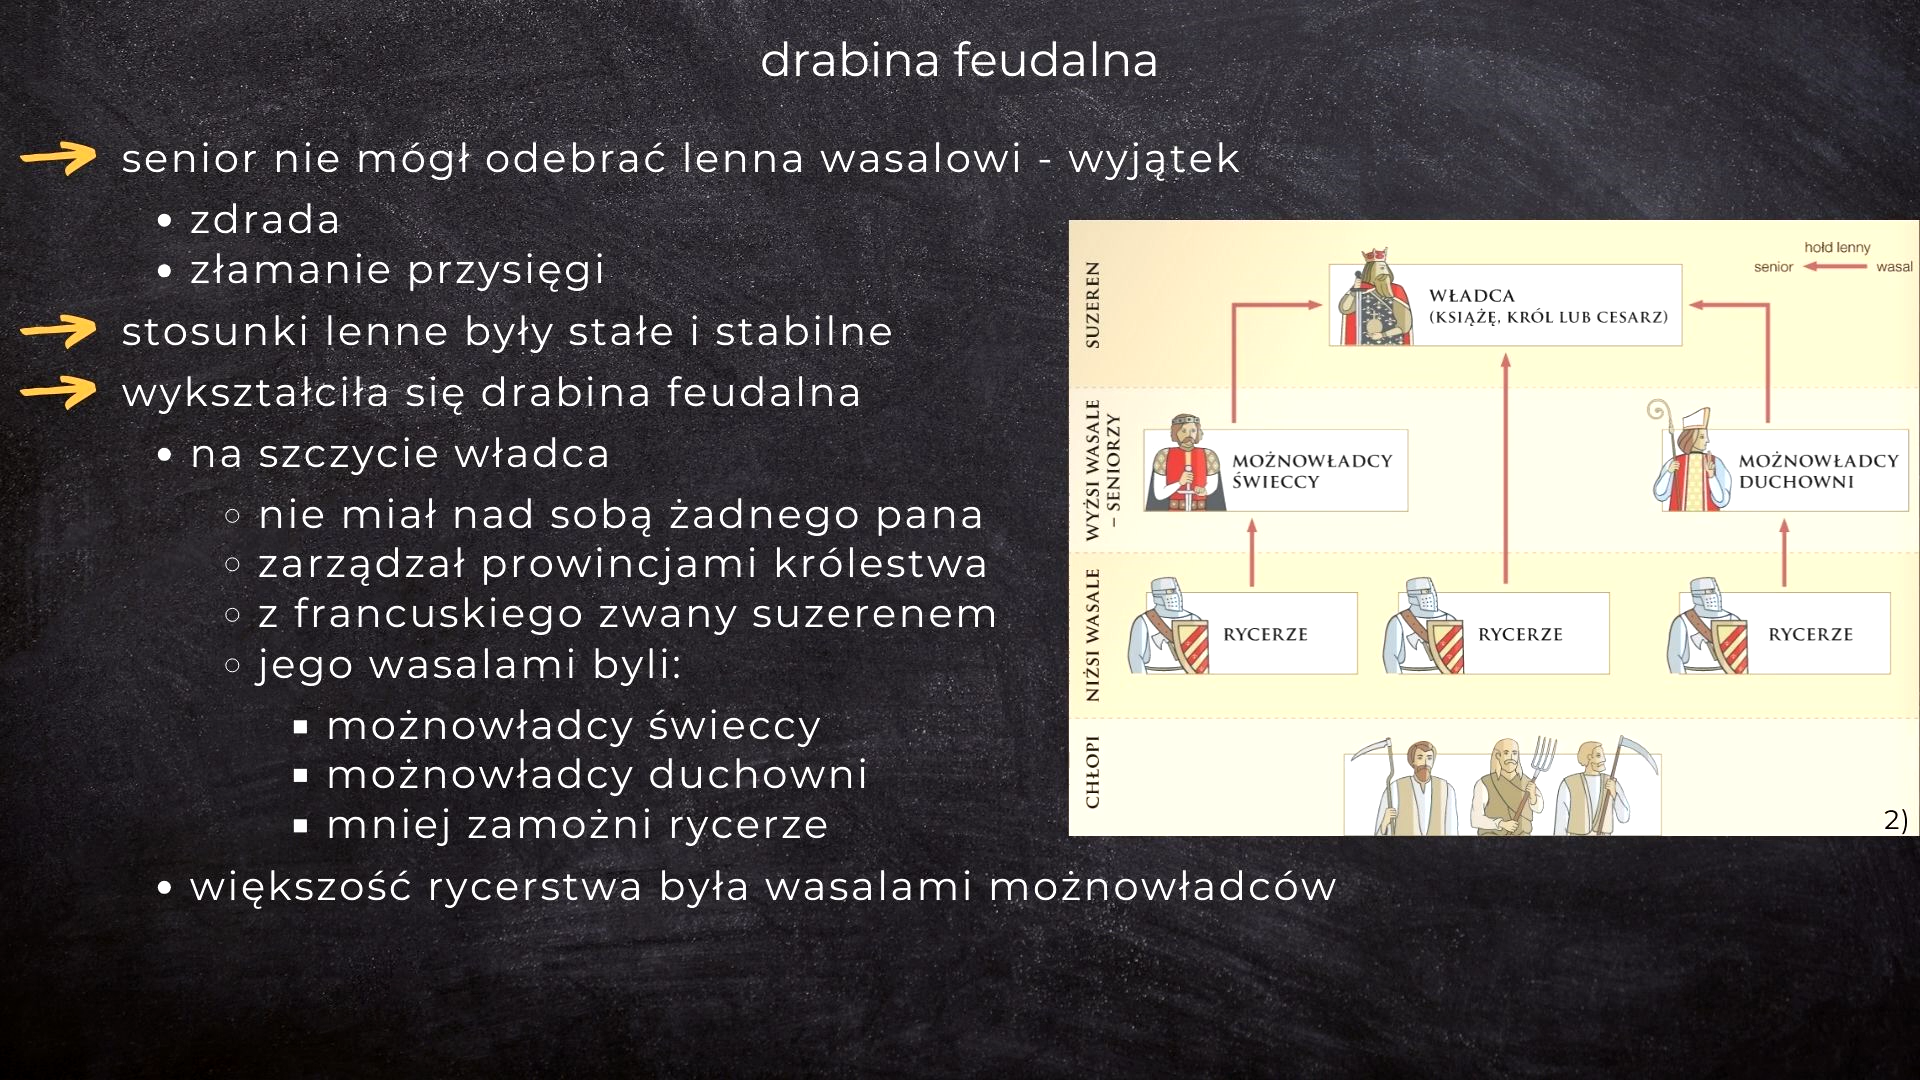 drabina feudalna
senior nie mógł odebrać lenna wasalowi - wyjątek
zdrada
złamanie przysięgi
stosunki lenne były stałe i stabilne
wykształciła się drabina feudalna
na szczycie władca
nie miał nad sobą żadnego pana
zarządzał prowincjami królestwa
z francuskiego zwany suzerenem
jego wasalami byli:
możnowładcy świeccy
możnowładcy duchowni
mniej zamożni rycerze
większość rycerstwa była wasalami możnowładców
hołd lenny
senior wasal
SUZEREN
WŁADCA
(KSIĄŻĘ, KRÓL LUB CESARZ)
WYŻSI WASALE
– SENIORZY
MOŻNOWŁADCY
ŚWIECCY
MOŻNOWŁADCY
DUCHOWNI
NIŻSI WASALE
RYCERZE
RYCERZE
RYCERZE
CHŁOPI
2)